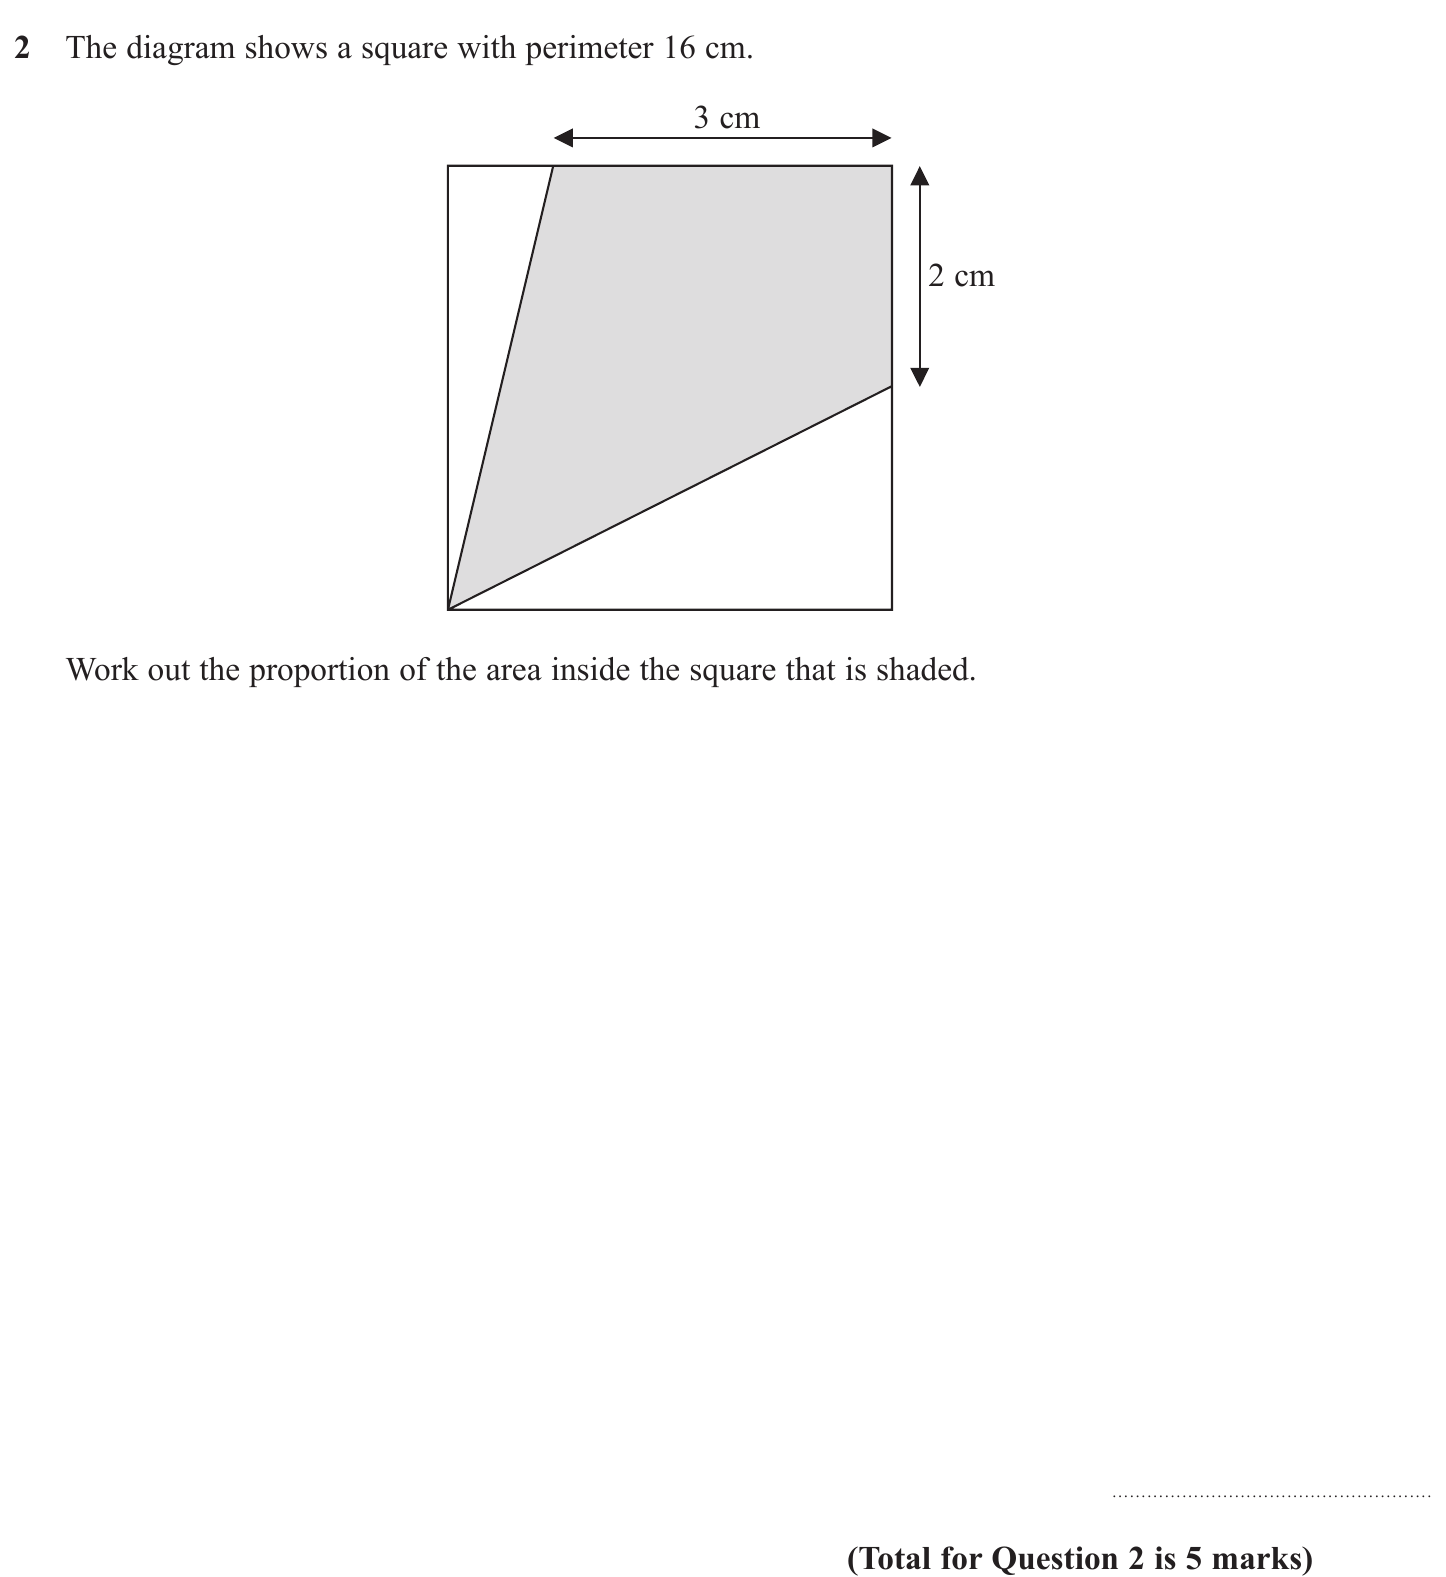 2 The diagram shows a square with perimeter 16 cm.
3 cm
2 cm
Work out the proportion of the area inside the square that is shaded.
(Total for Question 2 is 5 marks)